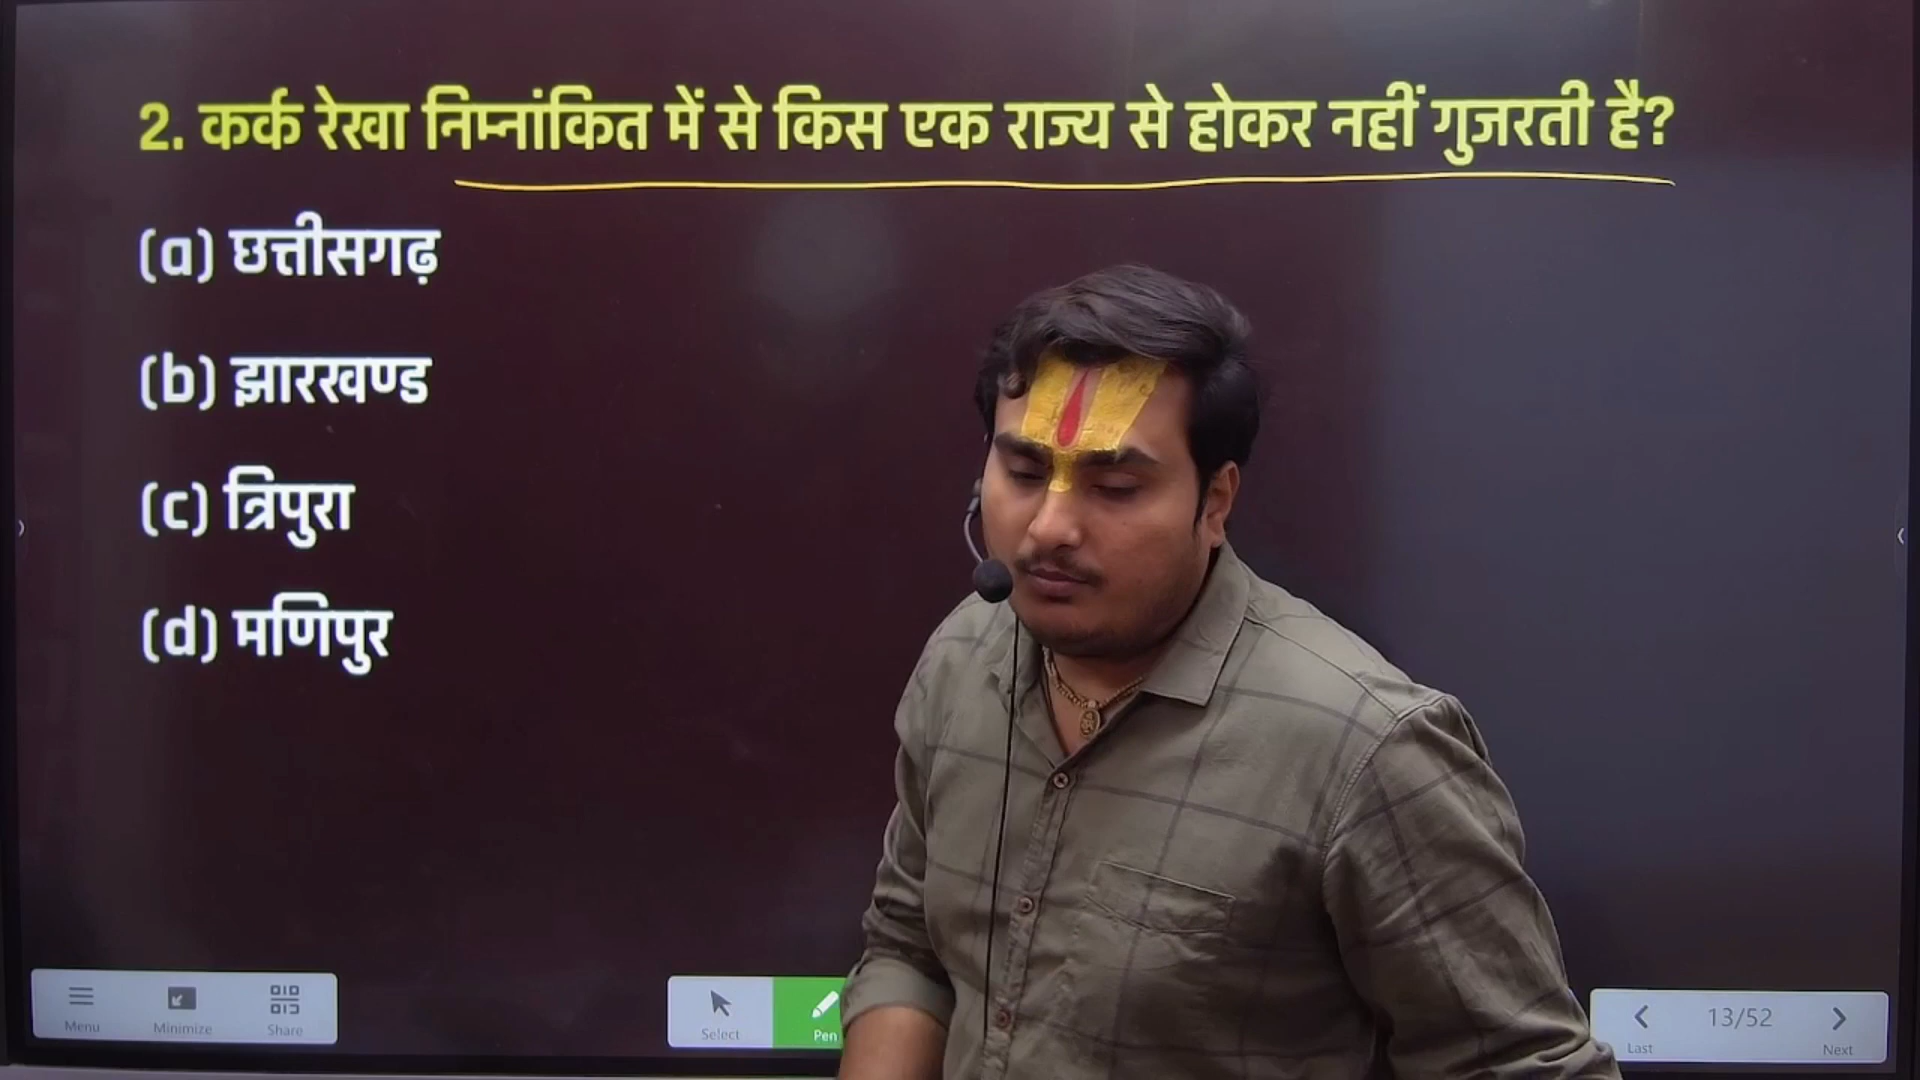 2. कर्क रेखा निम्नांकित में से किस एक राज्य से होकर नहीं गुजरती है?
(a) छत्तीसगढ़
(b) झारखण्ड
(c) त्रिपुरा
(d) मणिपुर
Menu Minimize Share Select Pen Last 13/52 Next